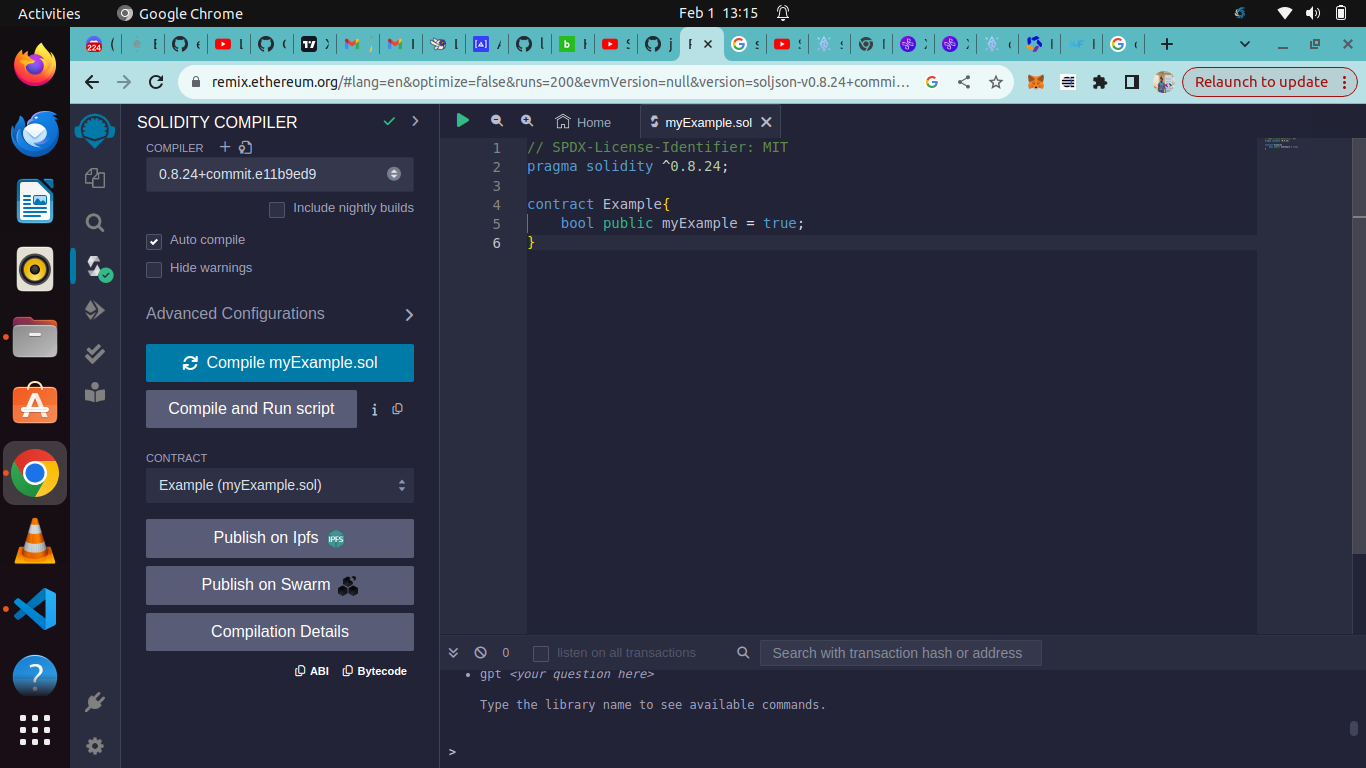 Activities
Google Chrome
Feb 1 13:15
224
remix.ethereum.org/#lang=en&optimize=false&runs=200&evmVersion=null&version=soljson-v0.8.24+commi…
Relaunch to update
SOLIDITY COMPILER
COMPILER
0.8.24+commit.e11b9ed9
Include nightly builds
Auto compile
Hide warnings
Advanced Configurations
Compile myExample.sol
Compile and Run script
CONTRACT
Example (myExample.sol)
Publish on Ipfs
IPFS
Publish on Swarm
Compilation Details
ABI
Bytecode
Home
myExample.sol
1 // SPDX-License-Identifier: MIT
2 pragma solidity ^0.8.24;
3
4 contract Example{
5 bool public myExample = true;
6 }
0
listen on all transactions
Search with transaction hash or address
• gpt <your question here>
Type the library name to see available commands.
>